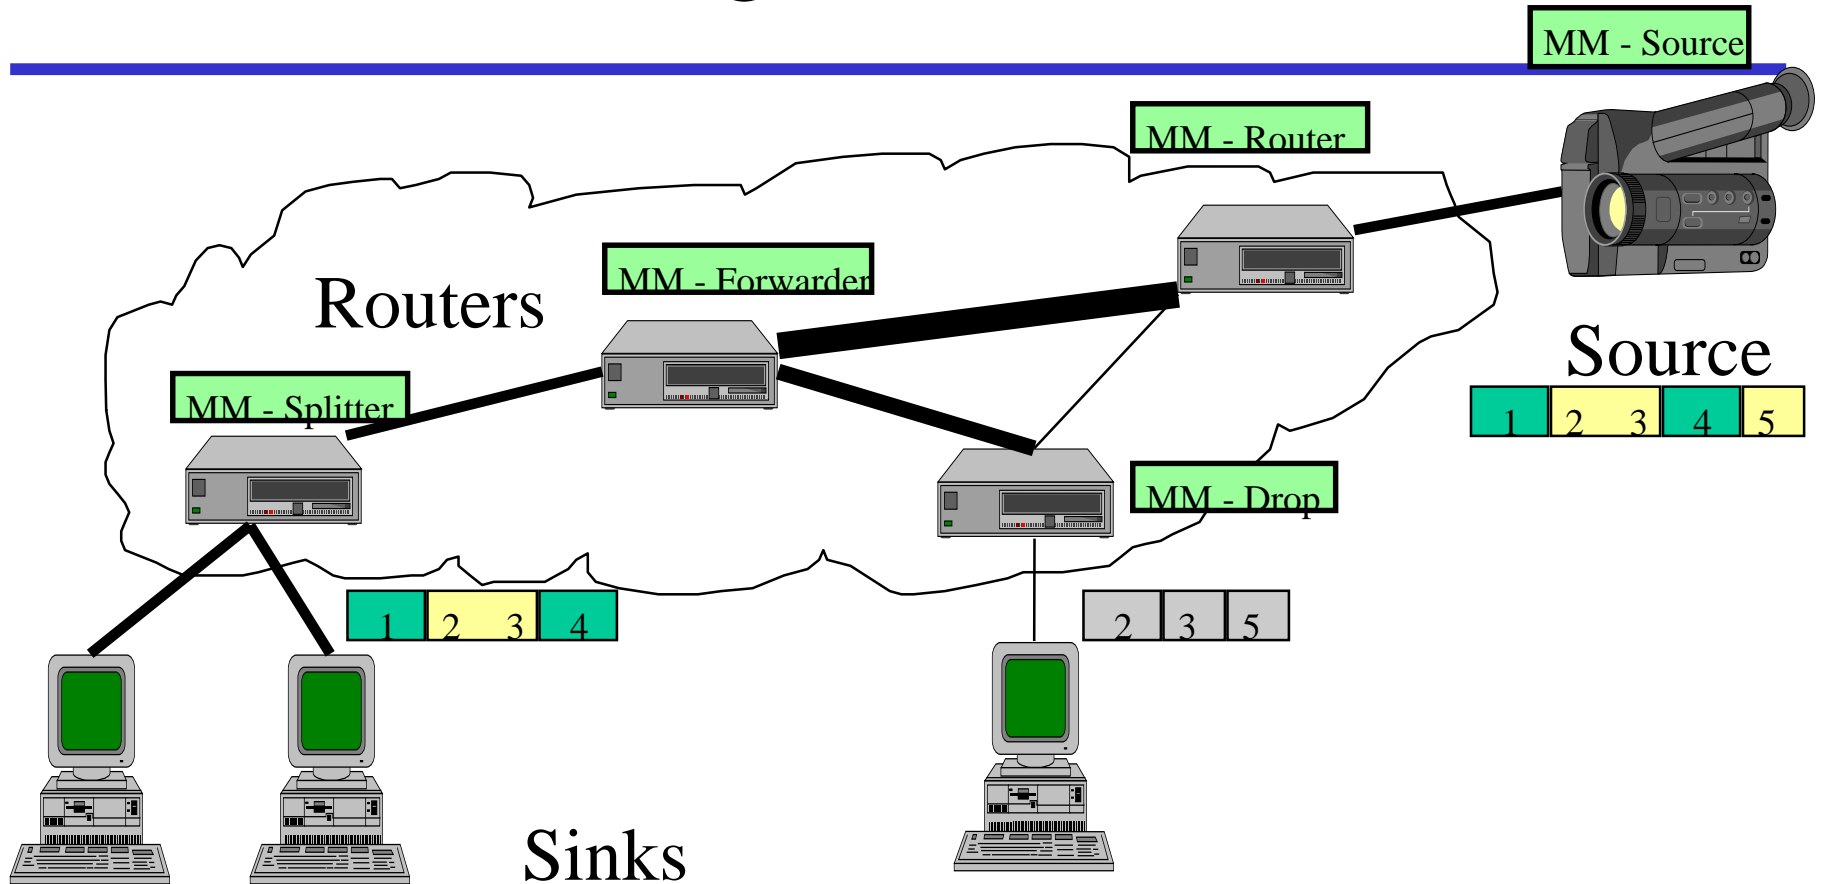 MM - Source
MM - Router
MM - Forwarder
Routers
Source
MM - Splitter
1 2 3 4 5
MM - Drop
1 2 3 4
2 3 5
Sinks